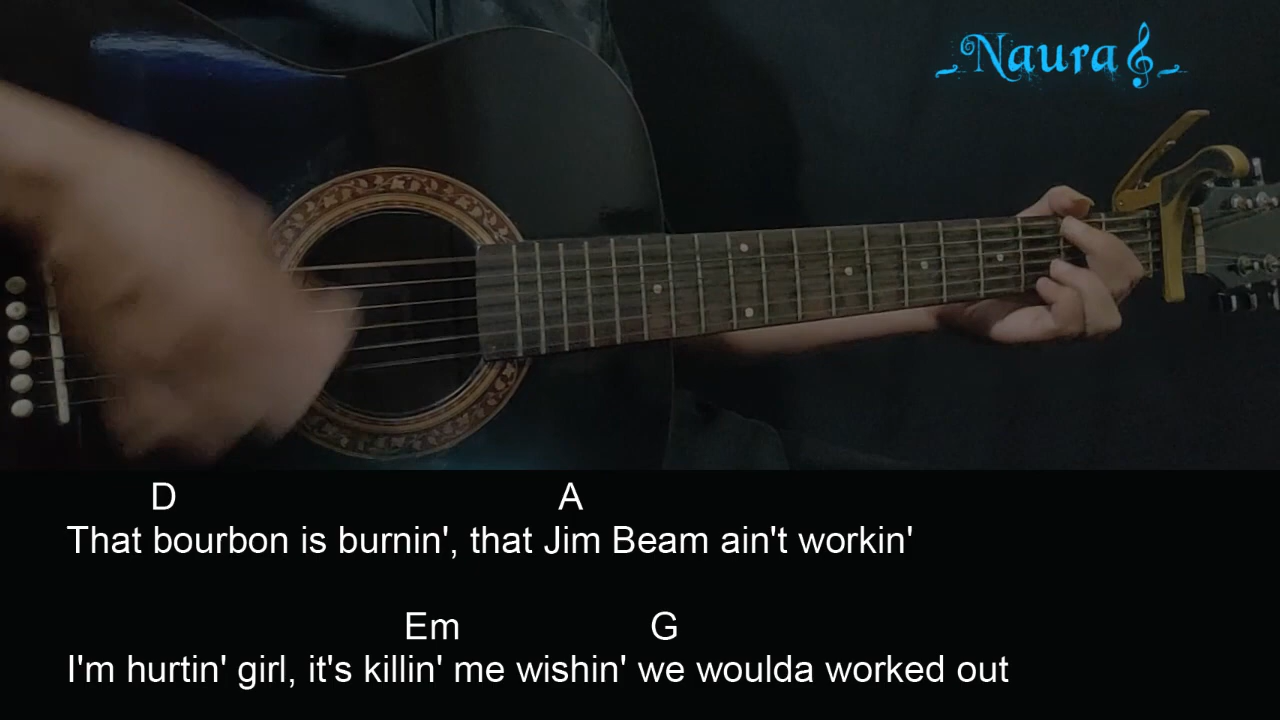 Naura
D A
That bourbon is burnin', that Jim Beam ain't workin'
Em G
I'm hurtin' girl, it's killin' me wishin' we woulda worked out